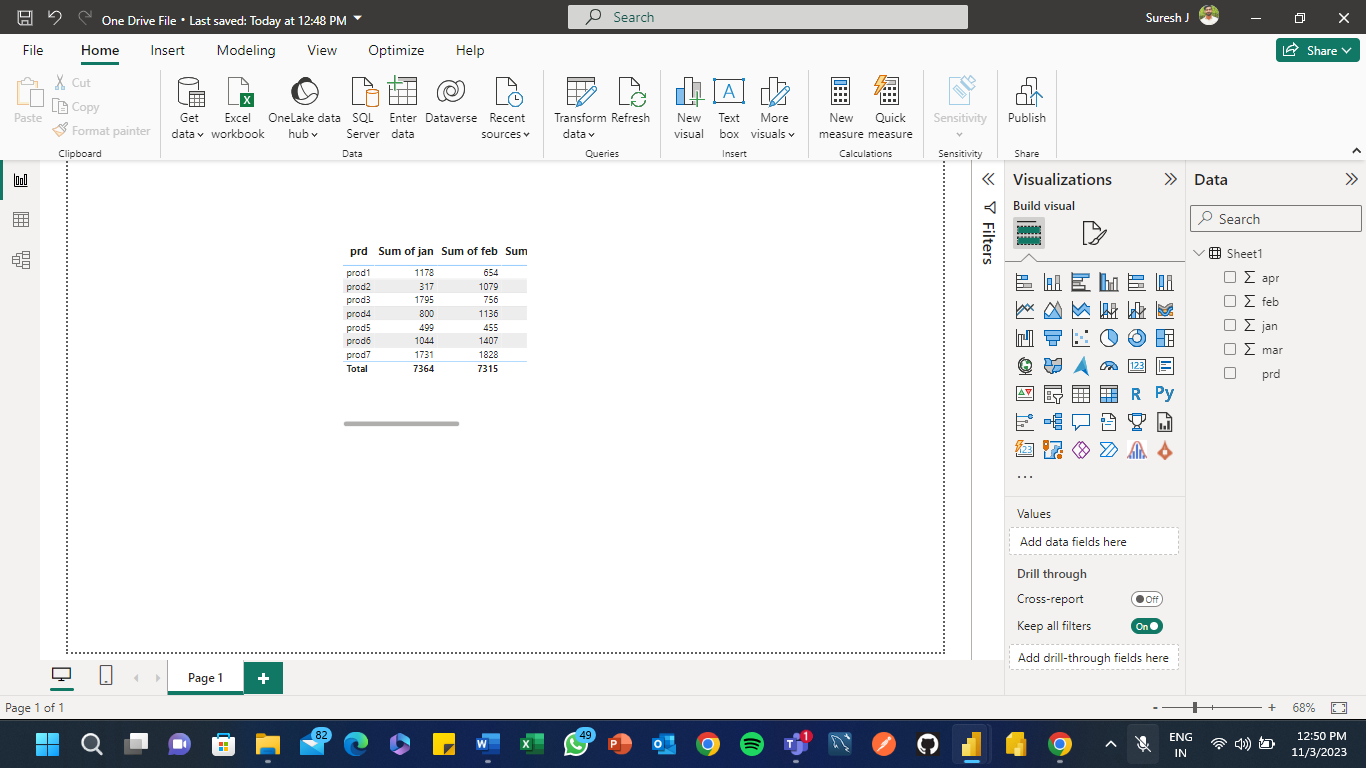 One Drive File • Last saved: Today at 12:48 PM
Search
Suresh J
File Home Insert Modeling View Optimize Help
Share
Paste
Cut
Copy
Format painter
Clipboard
Get data
Excel workbook
OneLake data hub
SQL Server
Enter data
Dataverse
Recent sources
Data
Transform data
Refresh
Queries
New visual
Text box
More visuals
Insert
New measure
Quick measure
Calculations
Sensitivity
Sensitivity
Publish
Share
prd Sum of jan Sum of feb Sum
prod1 1178 654
prod2 317 1079
prod3 1795 756
prod4 800 1136
prod5 499 455
prod6 1044 1407
prod7 1731 1828
Total 7364 7315
Filters
Visualizations
Build visual
123
R
Py
123
Values
Add data fields here
Drill through
Cross-report
Off
Keep all filters
On
Add drill-through fields here
Data
Search
Sheet1
Σ apr
Σ feb
Σ jan
Σ mar
prd
Page 1
Page 1 of 1
- + 68%
82
49
1
ENG
IN
12:50 PM
11/3/2023